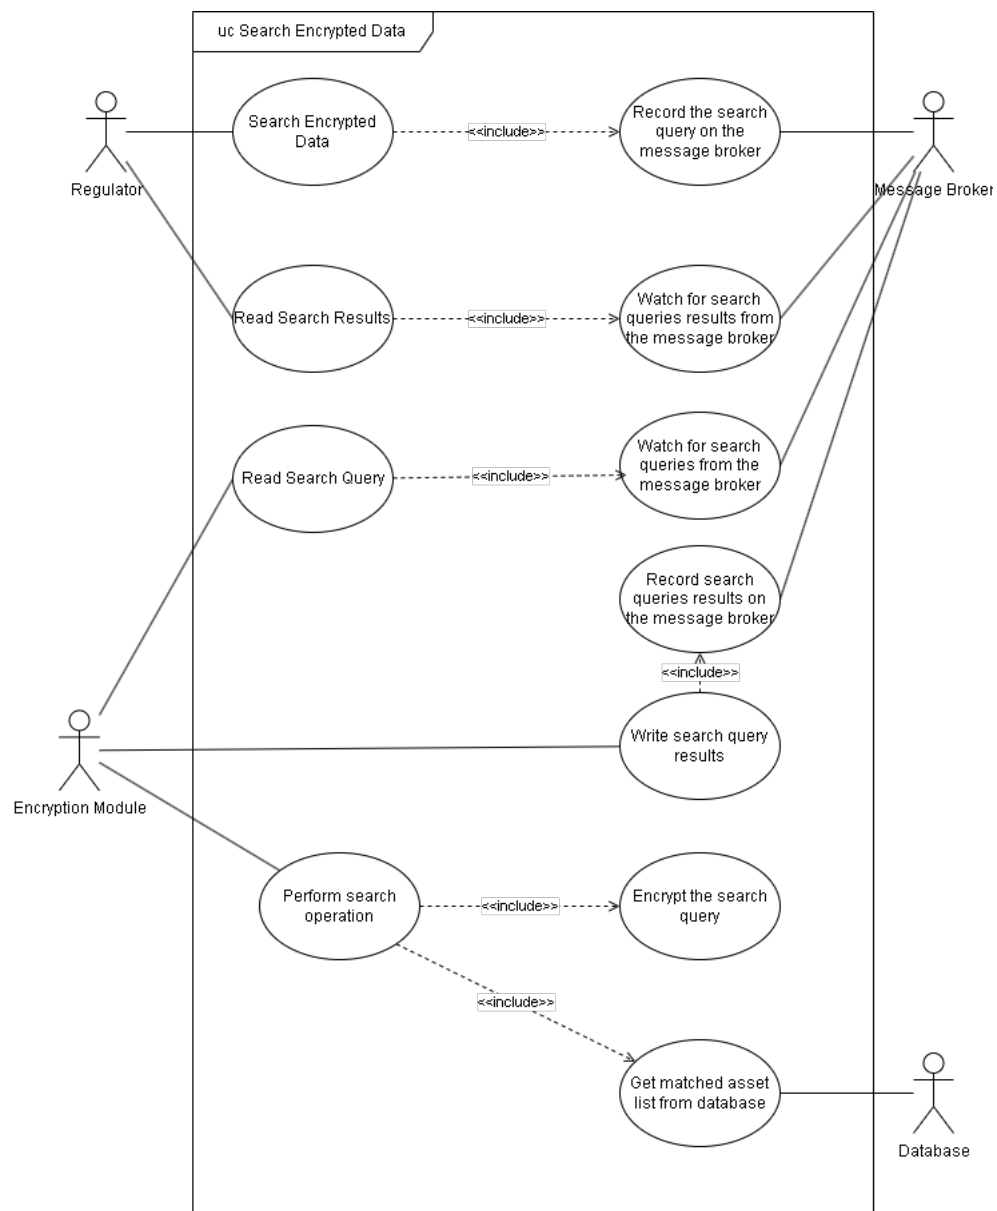 uc Search Encrypted Data
Search Encrypted
Data
<<include>>
Record the search
query on the
message broker
Regulator
Message Broker
Read Search Results
<<include>>
Watch for search
queries results from
the message broker
Read Search Query
<<include>>
Watch for search
queries from the
message broker
Record search
queries results on
the message broker
<<include>>
Write search query
results
Encryption Module
Perform search
operation
<<include>>
Encrypt the search
query
<<include>>
Get matched asset
list from database
Database